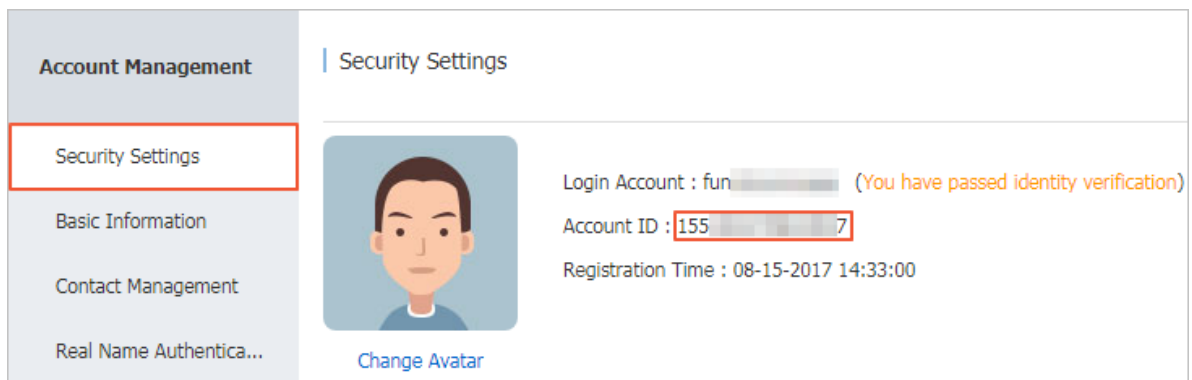 Account Management
Security Settings
Security Settings
Basic Information
Contact Management
Real Name Authentica...
Login Account : fun (You have passed identity verification)
Account ID : 155 7
Registration Time : 08-15-2017 14:33:00
Change Avatar